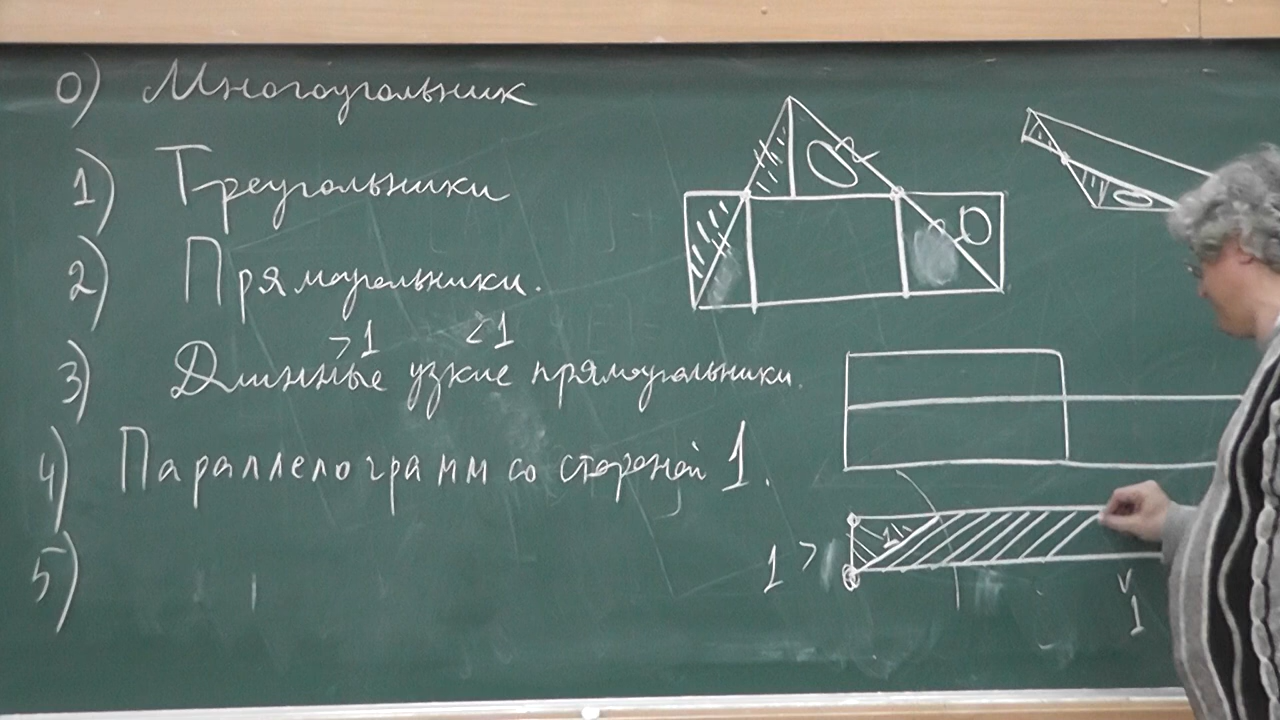 0) Многоугольник
1) Треугольники
2) Прямоугольники.
>1 <1
3) Длинные узкие прямоугольники.
4) Параллелограмм со стороной 1.
5)
1
1 >
v
1